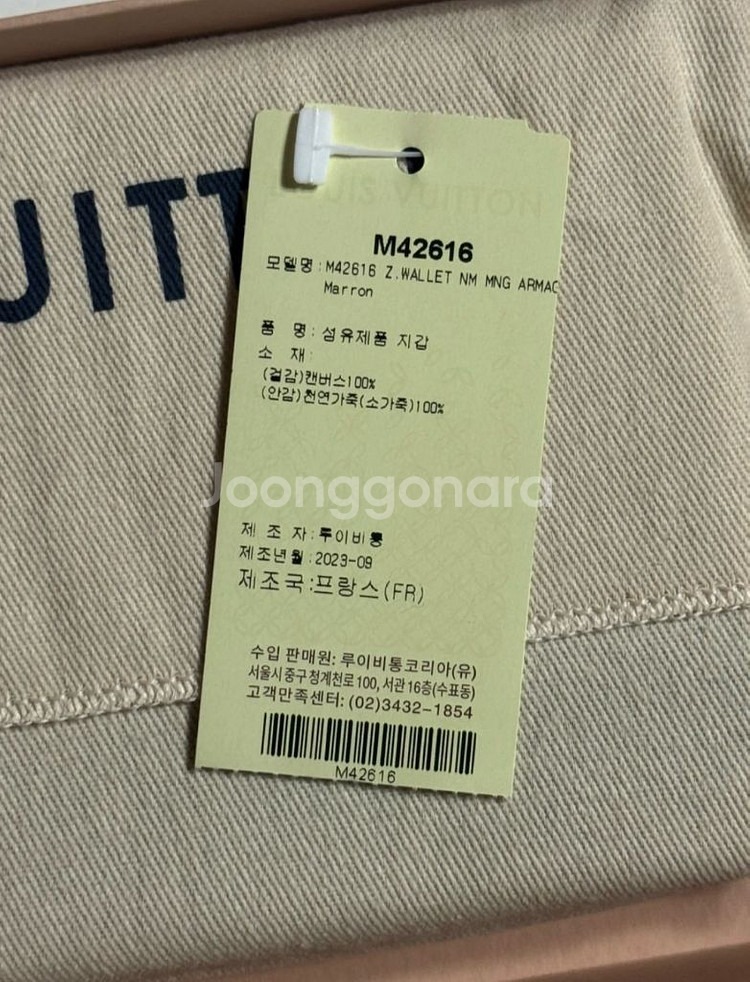 UITT
LOUIS VUITTON
M42616
모델명:M42616 Z.WALLET NM MNG ARMAC
Marron
품 명: 섬유제품 지갑
소 재:
(겉감)캔버스100%
(안감)천연가죽(소가죽)100%
Joonggonara
제 조 자:루이비통
제조년월:2023-09
제조국:프랑스(FR)
수입 판매원: 루이비통코리아(유)
서울시 중구 청계천로 100, 서관 16층(수표동)
고객만족센터: (02)3432-1854
M42616